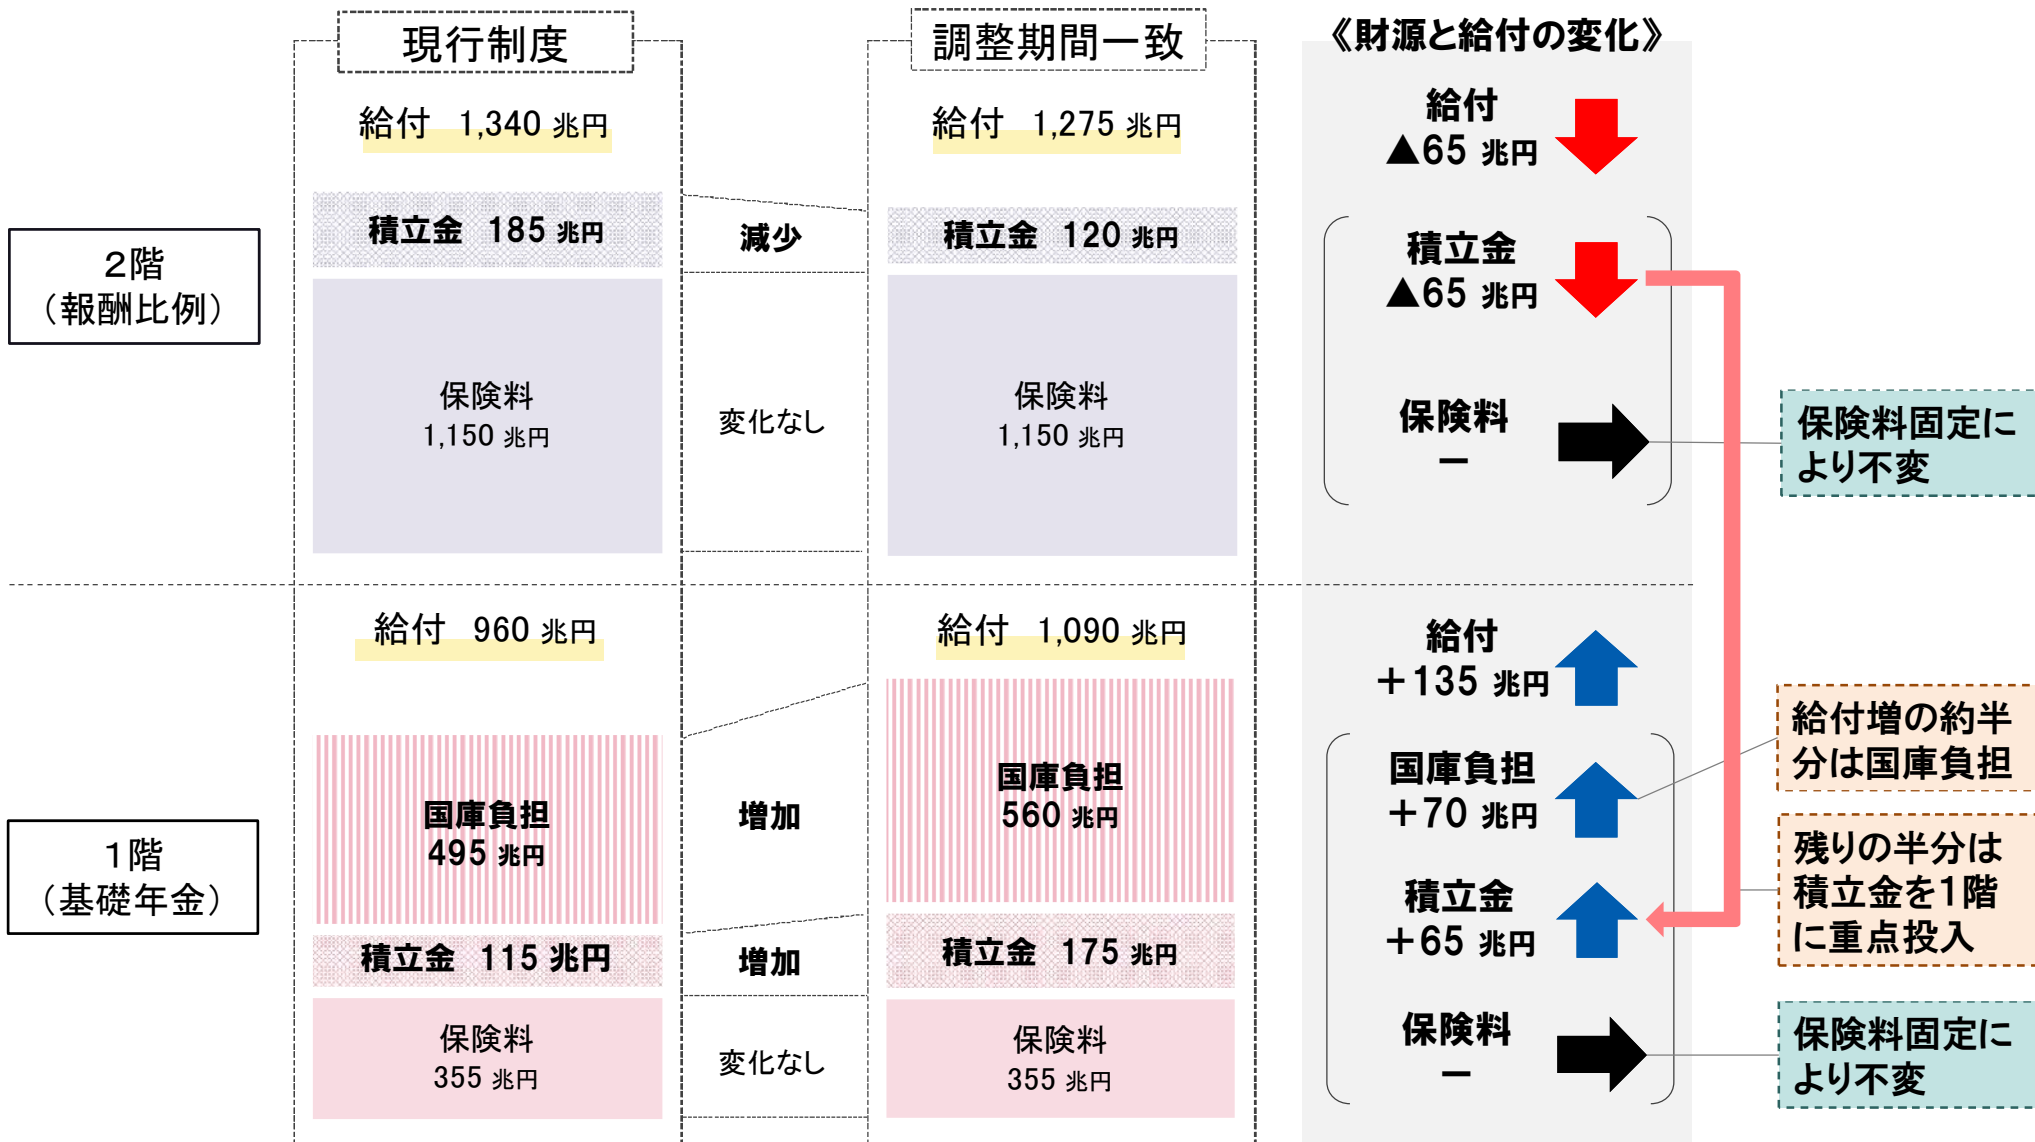 現行制度
調整期間一致
《財源と給付の変化》
2階
（報酬比例）
給付 1,340 兆円
積立金 185 兆円
保険料
1,150 兆円
減少
変化なし
給付 1,275 兆円
積立金 120 兆円
保険料
1,150 兆円
給付
▲65 兆円
積立金
▲65 兆円
保険料
－
保険料固定に
より不変
1階
（基礎年金）
給付 960 兆円
国庫負担
495 兆円
積立金 115 兆円
保険料
355 兆円
増加
増加
変化なし
給付 1,090 兆円
国庫負担
560 兆円
積立金 175 兆円
保険料
355 兆円
給付
＋135 兆円
国庫負担
＋70 兆円
積立金
＋65 兆円
保険料
－
給付増の約半
分は国庫負担
残りの半分は
積立金を1階
に重点投入
保険料固定に
より不変